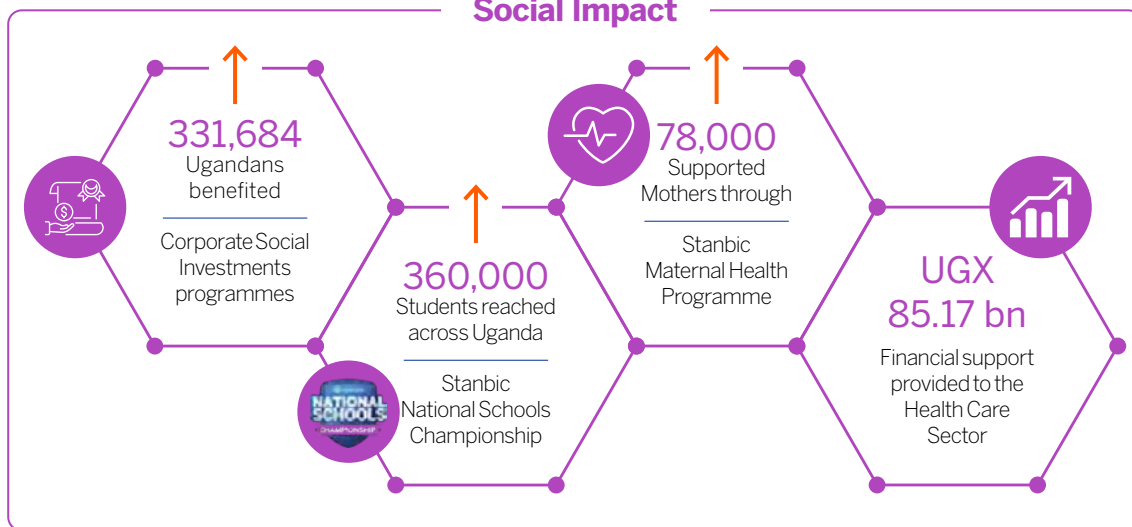 Social Impact
331,684
Ugandans
benefited
Corporate Social
Investments
programmes
360,000
Students reached
across Uganda
Stanbic
National Schools
Championship
NATIONAL
SCHOOLS
CHAMPIONSHIP
78,000
Supported
Mothers through
Stanbic
Maternal Health
Programme
UGX
85.17 bn
Financial support
provided to the
Health Care
Sector